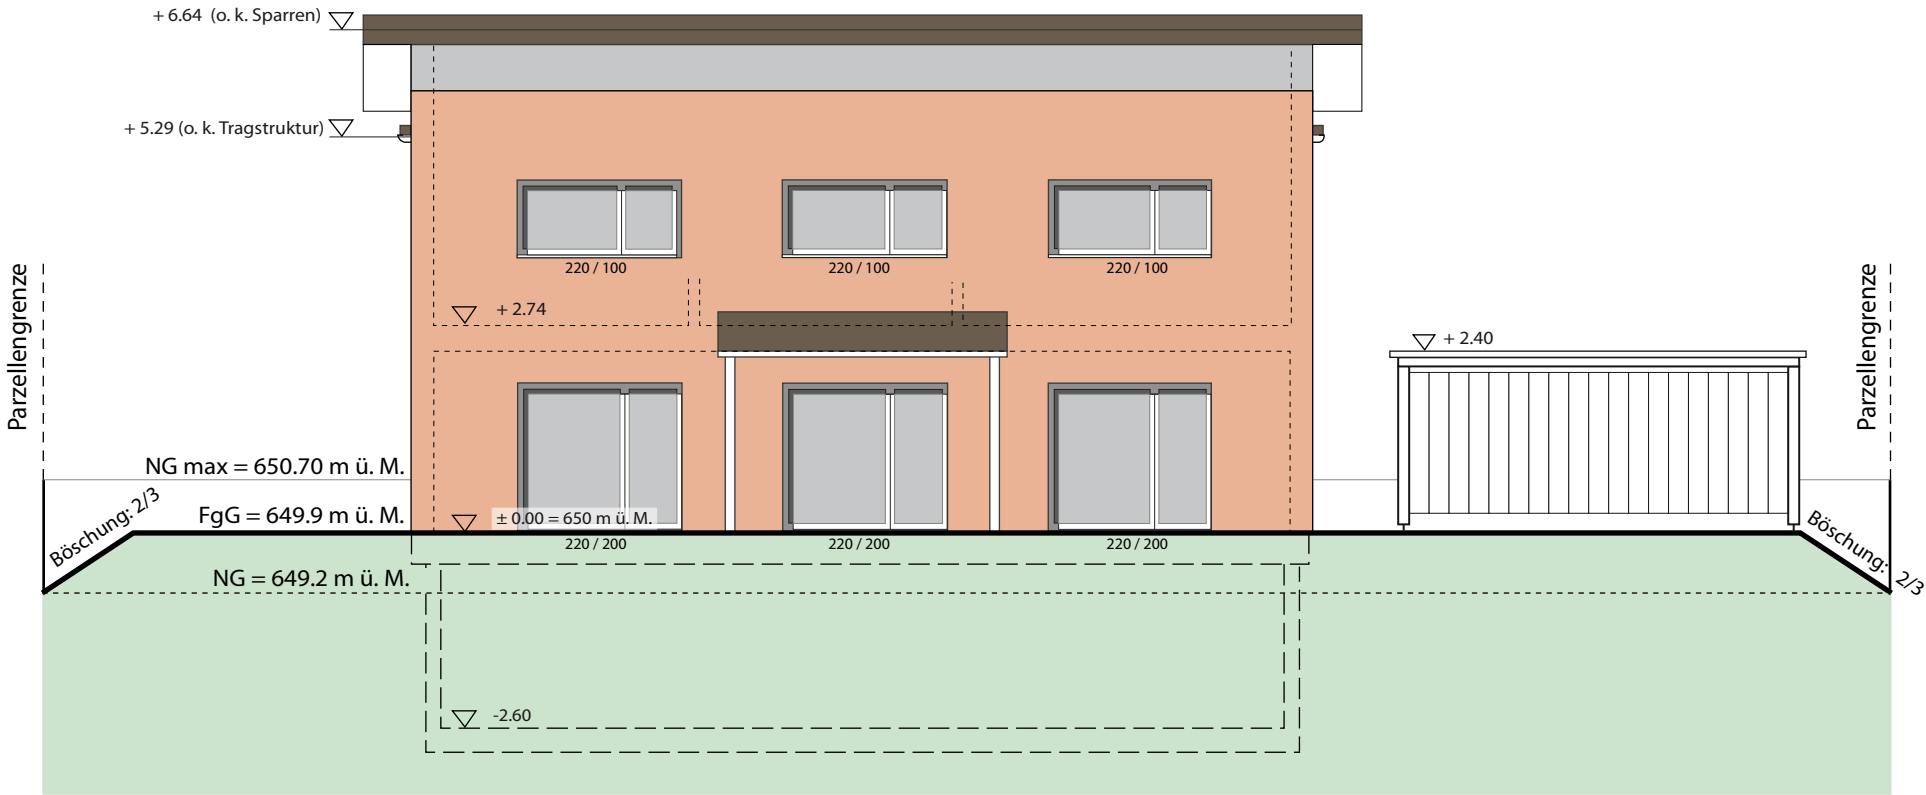 + 6.64 (o. k. Sparren)
+ 5.29 (o. k. Tragstruktur)
220 / 100
220 / 100
220 / 100
+ 2.74
+ 2.40
Parzellengrenze
Parzellengrenze
NG max = 650.70 m ü. M.
Böschung: 2/3
FgG = 649.9 m ü. M.
± 0.00 = 650 m ü. M.
Böschung: 2/3
220 / 200
220 / 200
220 / 200
NG = 649.2 m ü. M.
-2.60